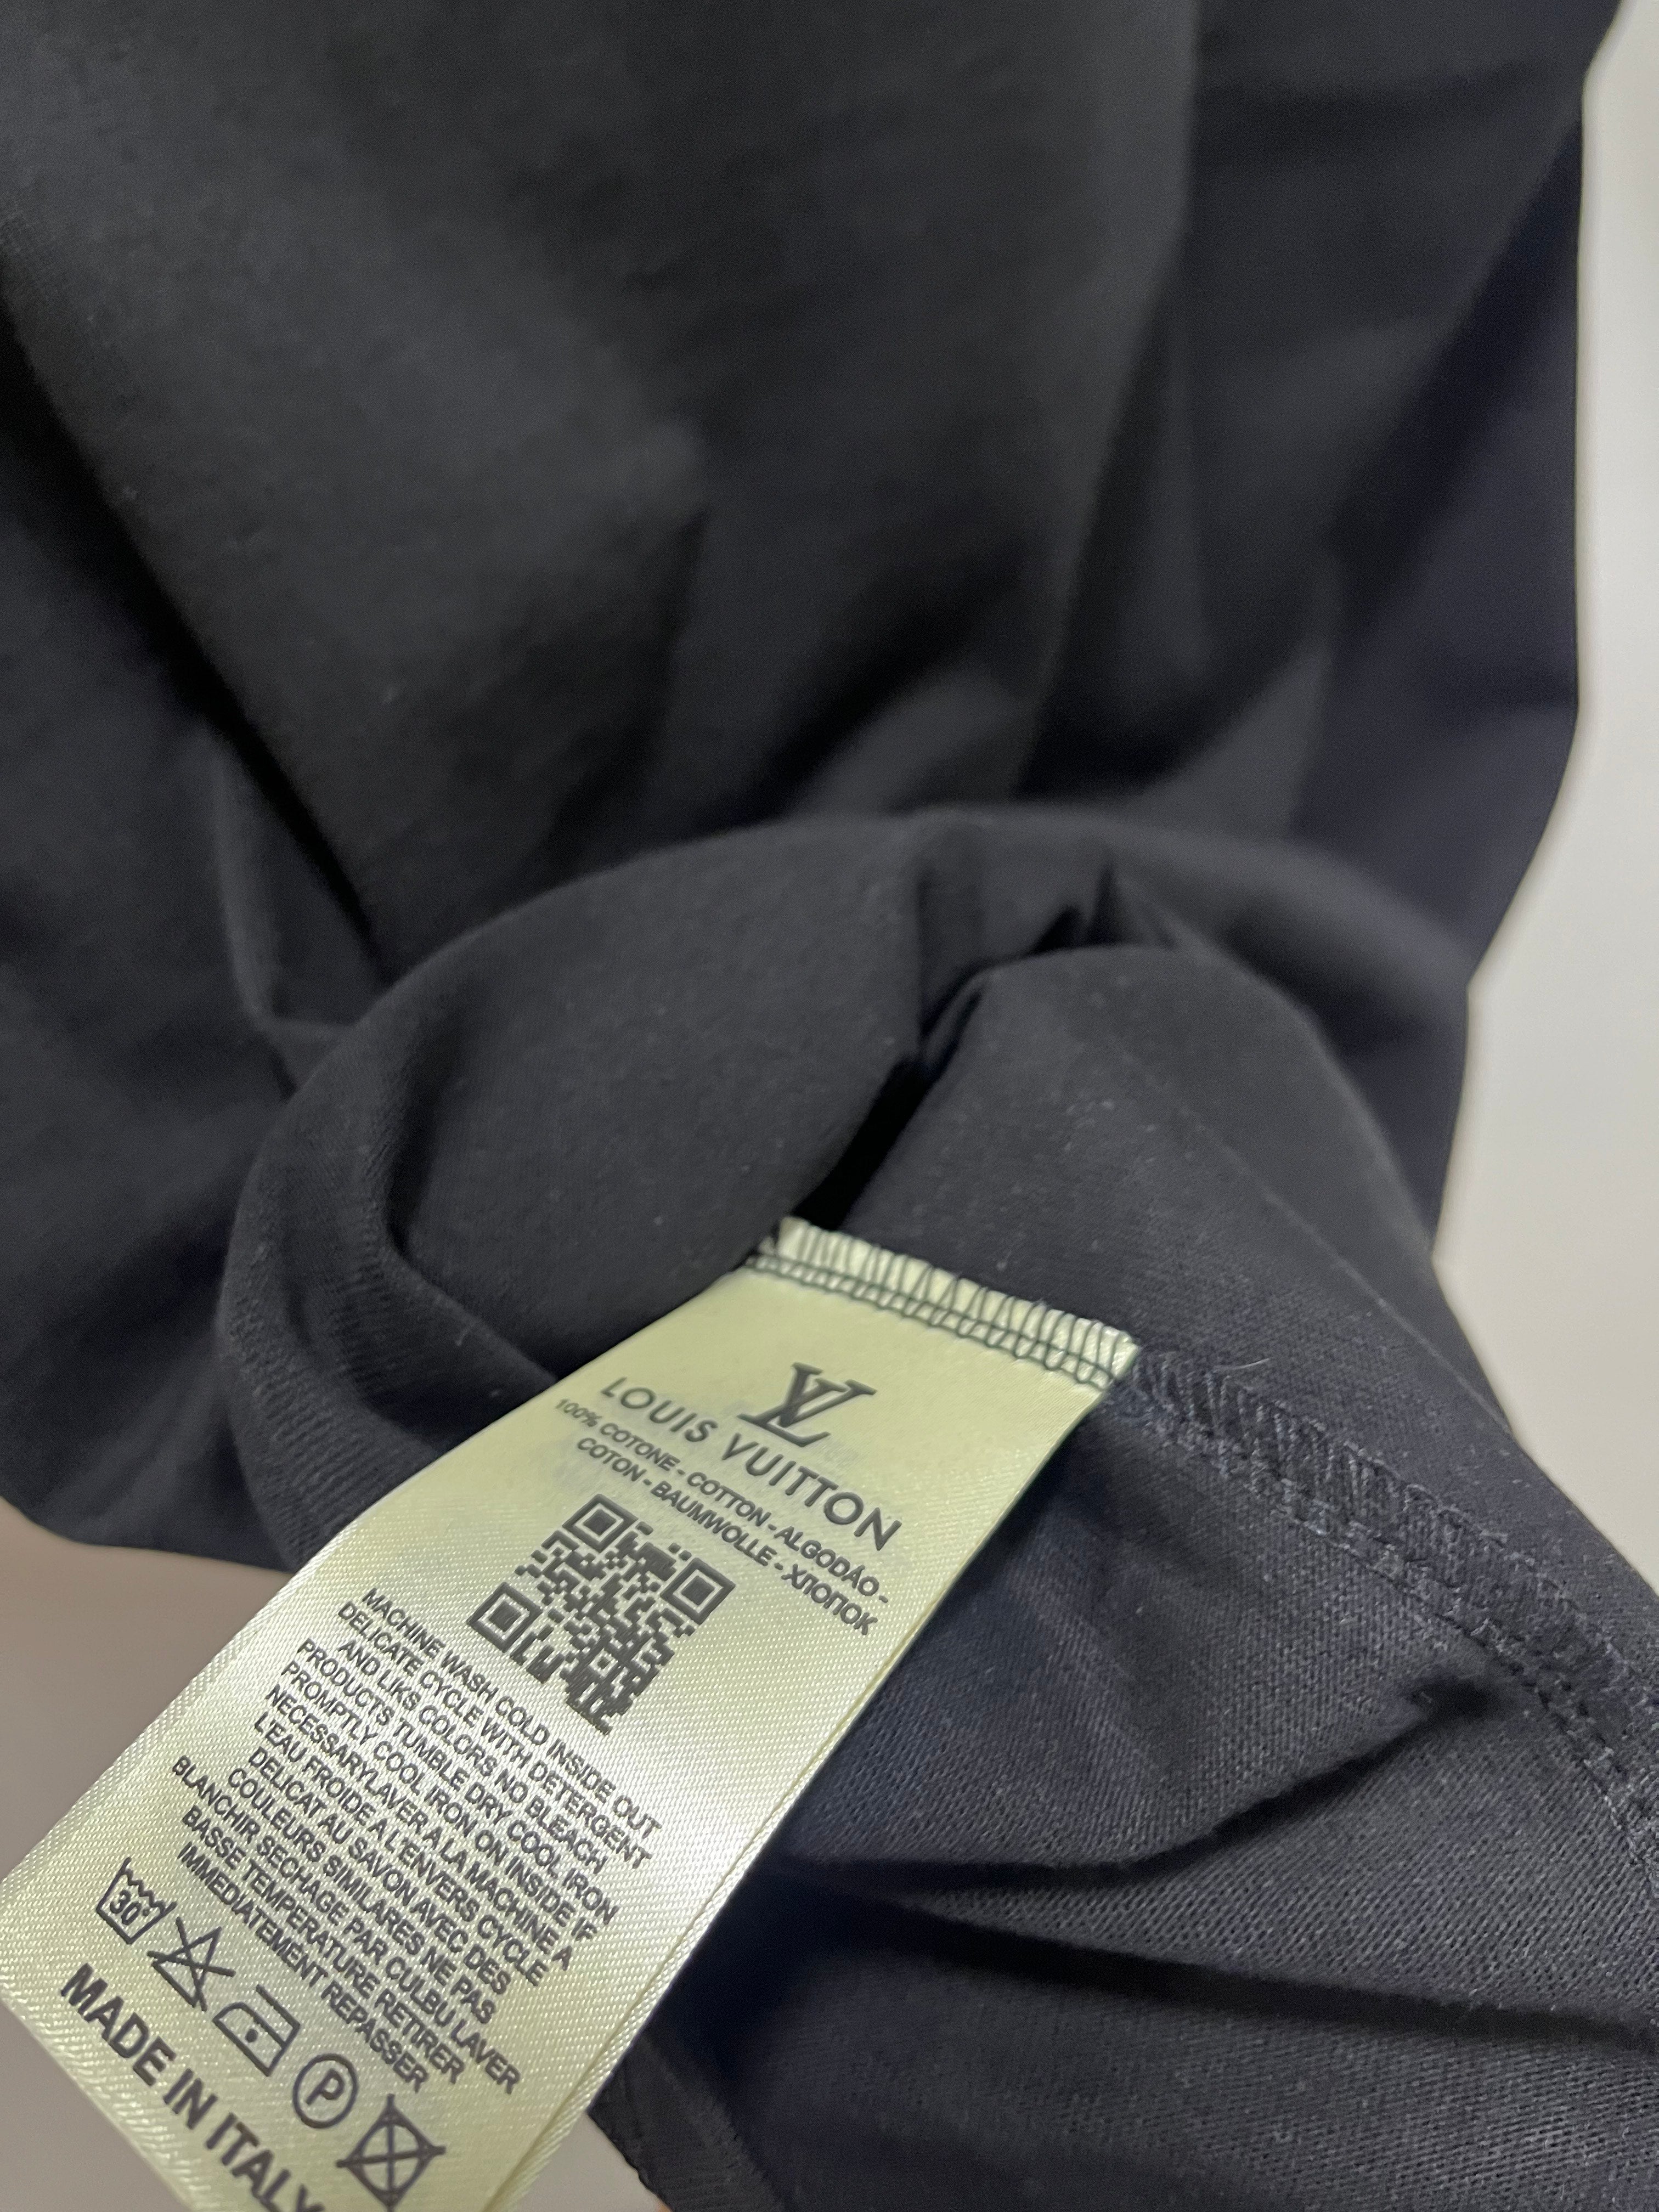 LV
LOUIS VUITTON
100% COTONE - COTTON - ALGODÁO -
COTON - BAUMWOLLE - ХЛОПОК
MACHINE WASH COLD INSIDE OUT
DELICATE CYCLE WITH DETERGENT
AND LIKS COLORS NO BLEACH
PRODUCTS TUMBLE DRY COOL IRON
PROMPTLY COOL IRON ON INSIDE IF
NECESSARYLAVER A LA MACHINE A
L'EAU FROIDE A L'ENVERS CYCLE
DELICAT AU SAVON AVEC DES
COULEURS SIMILARES NE PAS
BLANCHIR SECHAGE PAR CULBU LAVER
BASSE TEMPERATURE RETIRER
IMMEDIATEMENT REPASSER
30° P
MADE IN ITALY